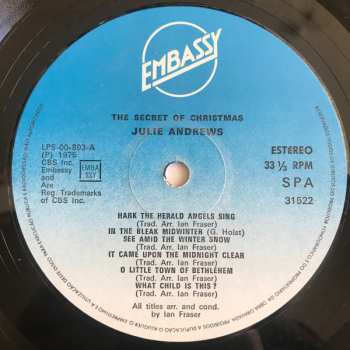 EMBASSY
THE SECRET OF CHRISTMAS
JULIE ANDREWS
LPS-00-893-A
(P) 1975
CBS Inc.
Embassy
and
Are
Reg. Trademarks
of CBS Inc.
EMBA
137
ESTEREO
33 1/3 RPM
SPA
31522
HARK THE HERALD ANGELS SING
(Trad. Arr. Ian Fraser)
IN THE BLEAK MIDWINTER (G. Holst)
SEE AMID THE WINTER SNOW
(Trad. Arr. Ian Fraser)
IT CAME UPON THE MIDNIGHT CLEAR
(Trad. Arr. Ian Fraser)
O LITTLE TOWN OF BETHLEHEM
(Trad. Arr. Ian Fraser)
WHAT CHILD IS THIS ?
(Trad. Arr. Ian Fraser)
All titles arr. and cond.
by Ian Fraser